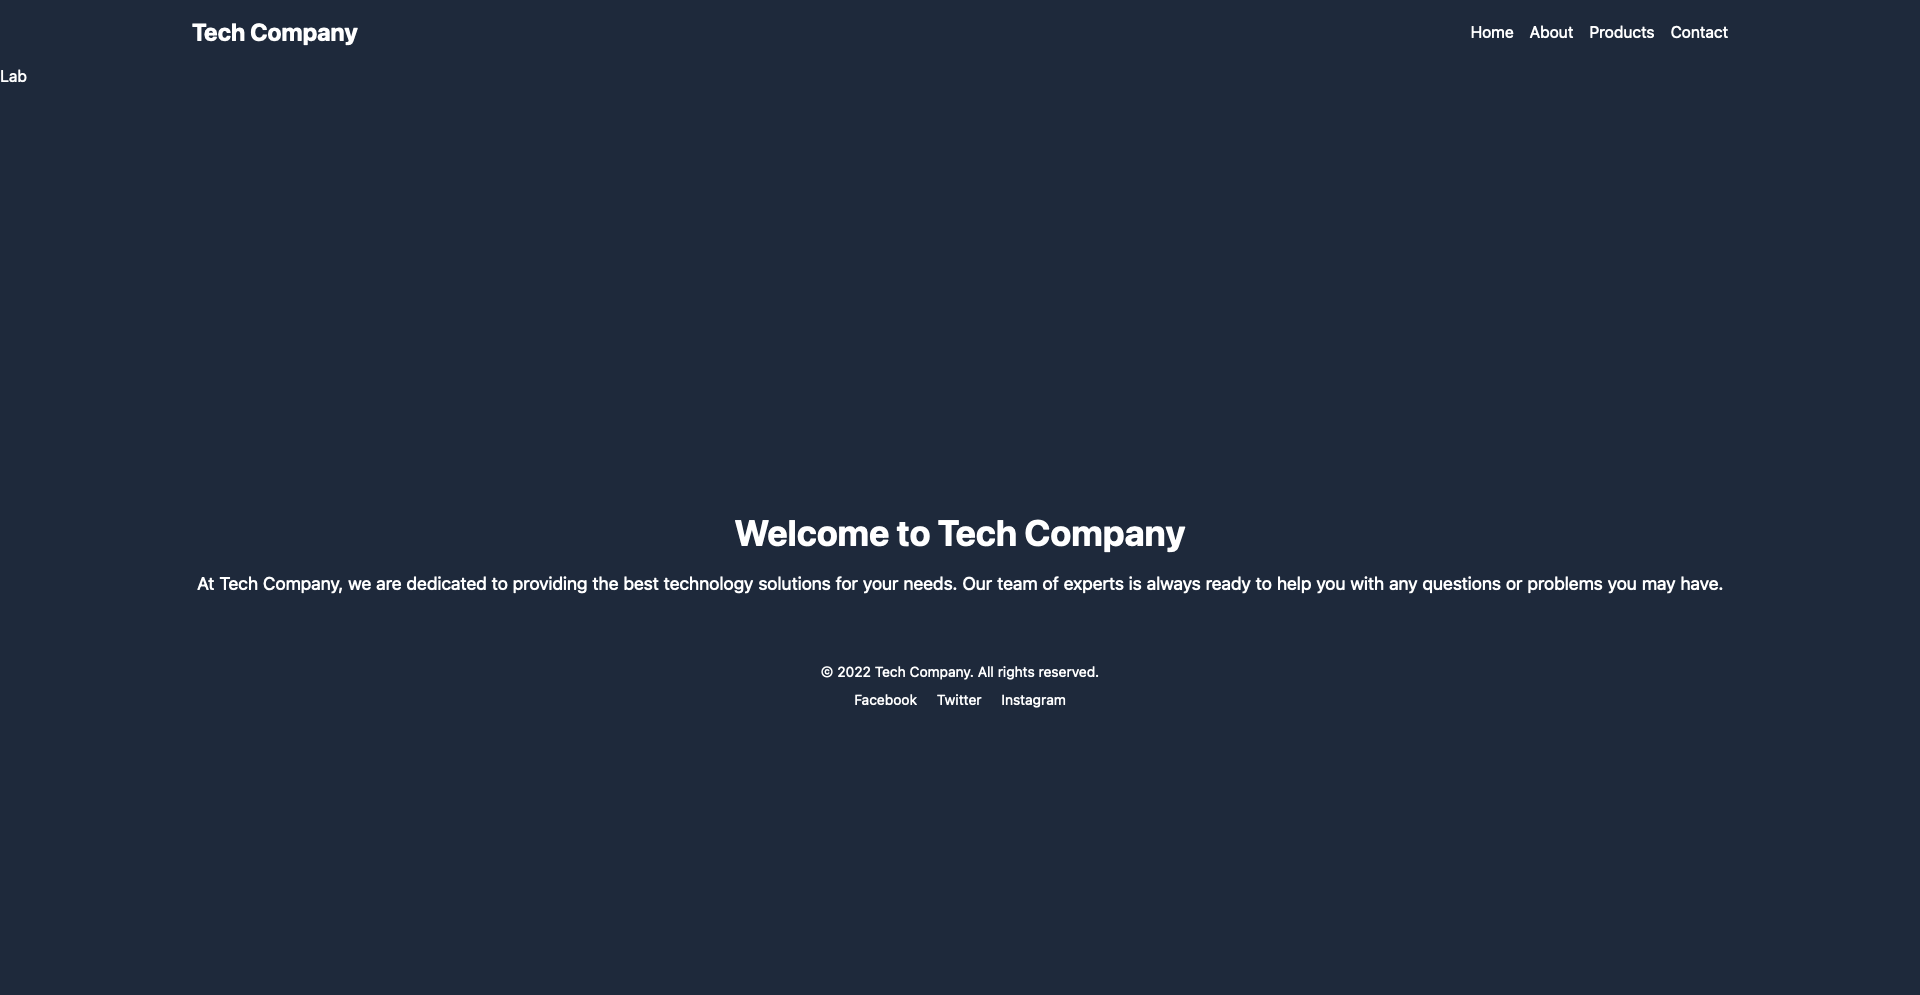 Tech Company
Home About Products Contact
Lab
Welcome to Tech Company
At Tech Company, we are dedicated to providing the best technology solutions for your needs. Our team of experts is always ready to help you with any questions or problems you may have.
© 2022 Tech Company. All rights reserved.
Facebook Twitter Instagram